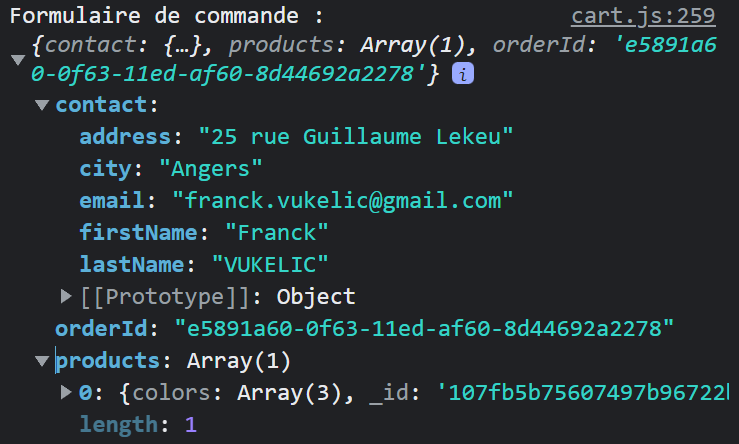 Formulaire de commande : cart.js:259
{contact: {…}, products: Array(1), orderId: 'e5891a6
0-0f63-11ed-af60-8d44692a2278'} i
contact:
address: "25 rue Guillaume Lekeu"
city: "Angers"
email: "franck.vukelic@gmail.com"
firstName: "Franck"
lastName: "VUKELIC"
[[Prototype]]: Object
orderId: "e5891a60-0f63-11ed-af60-8d44692a2278"
products: Array(1)
0: {colors: Array(3), _id: '107fb5b75607497b96722b
length: 1